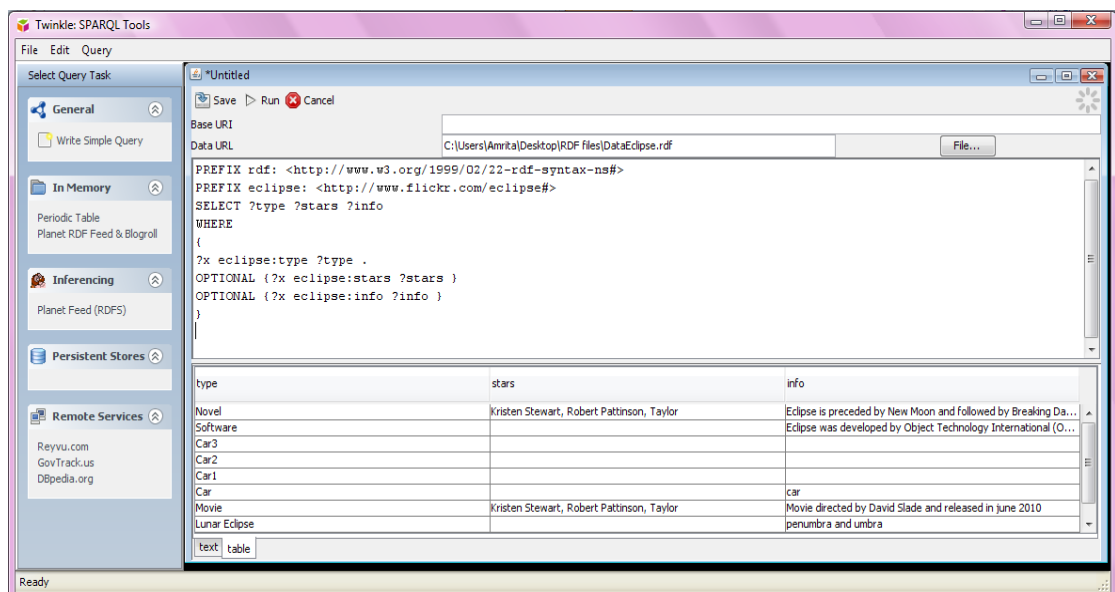 Twinkle: SPARQL Tools
File Edit Query
Select Query Task
General
Write Simple Query
In Memory
Periodic Table
Planet RDF Feed & Blogroll
Inferencing
Planet Feed (RDFS)
Persistent Stores
Remote Services
Reyvu.com
GovTrack.us
DBpedia.org
*Untitled
Save Run Cancel
Base URI
Data URL C:\Users\Amrita\Desktop\RDF files\DataEclipse.rdf File...
PREFIX rdf: <http://www.w3.org/1999/02/22-rdf-syntax-ns#>
PREFIX eclipse: <http://www.flickr.com/eclipse#>
SELECT ?type ?stars ?info
WHERE
{
?x eclipse:type ?type .
OPTIONAL {?x eclipse:stars ?stars }
OPTIONAL {?x eclipse:info ?info }
}
type stars info
Novel Kristen Stewart, Robert Pattinson, Taylor Eclipse is preceded by New Moon and followed by Breaking Da...
Software Eclipse was developed by Object Technology International (O...
Car3
Car2
Car1
Car car
Movie Kristen Stewart, Robert Pattinson, Taylor Movie directed by David Slade and released in june 2010
Lunar Eclipse penumbra and umbra
text table
Ready